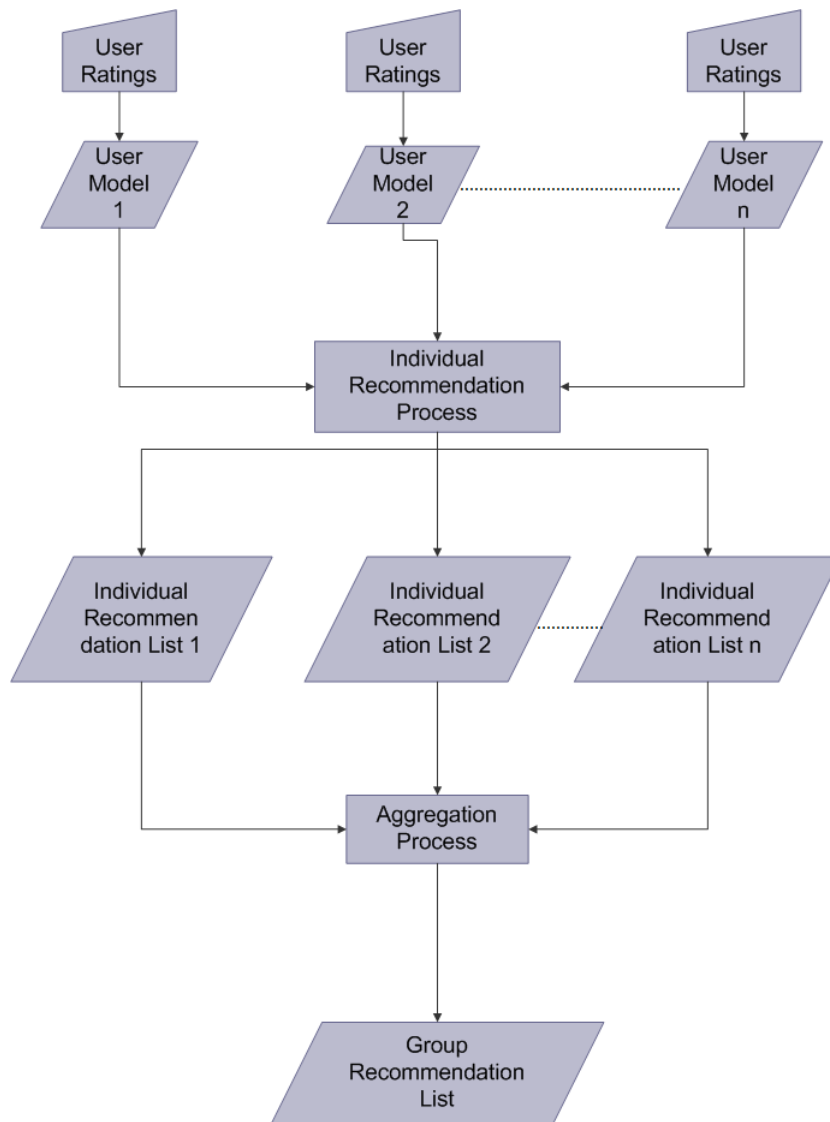 User
Ratings
User
Ratings
User
Ratings
User
Model
1
User
Model
2
User
Model
n
Individual
Recommendation
Process
Individual
Recommen
dation List 1
Individual
Recommend
ation List 2
Individual
Recommend
ation List n
Aggregation
Process
Group
Recommendation
List